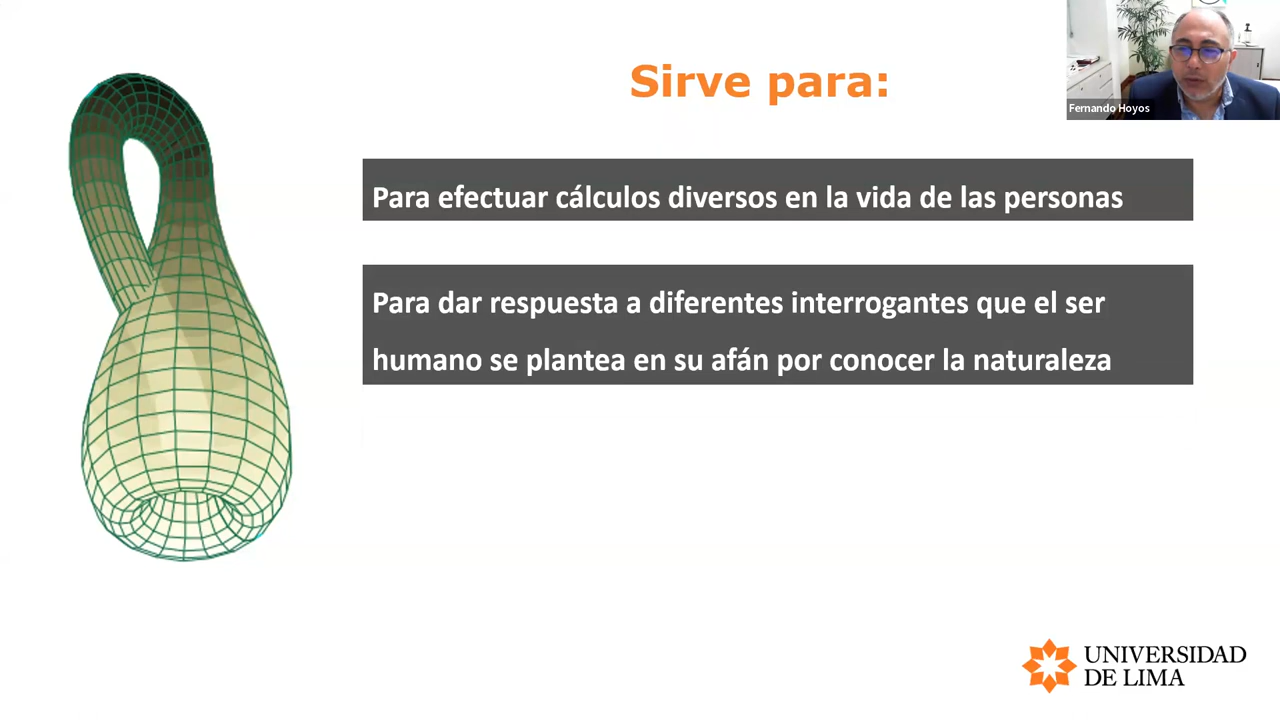 Sirve para:
Fernando Hoyos
Para efectuar cálculos diversos en la vida de las personas
Para dar respuesta a diferentes interrogantes que el ser
humano se plantea en su afán por conocer la naturaleza
UNIVERSIDAD
DE LIMA